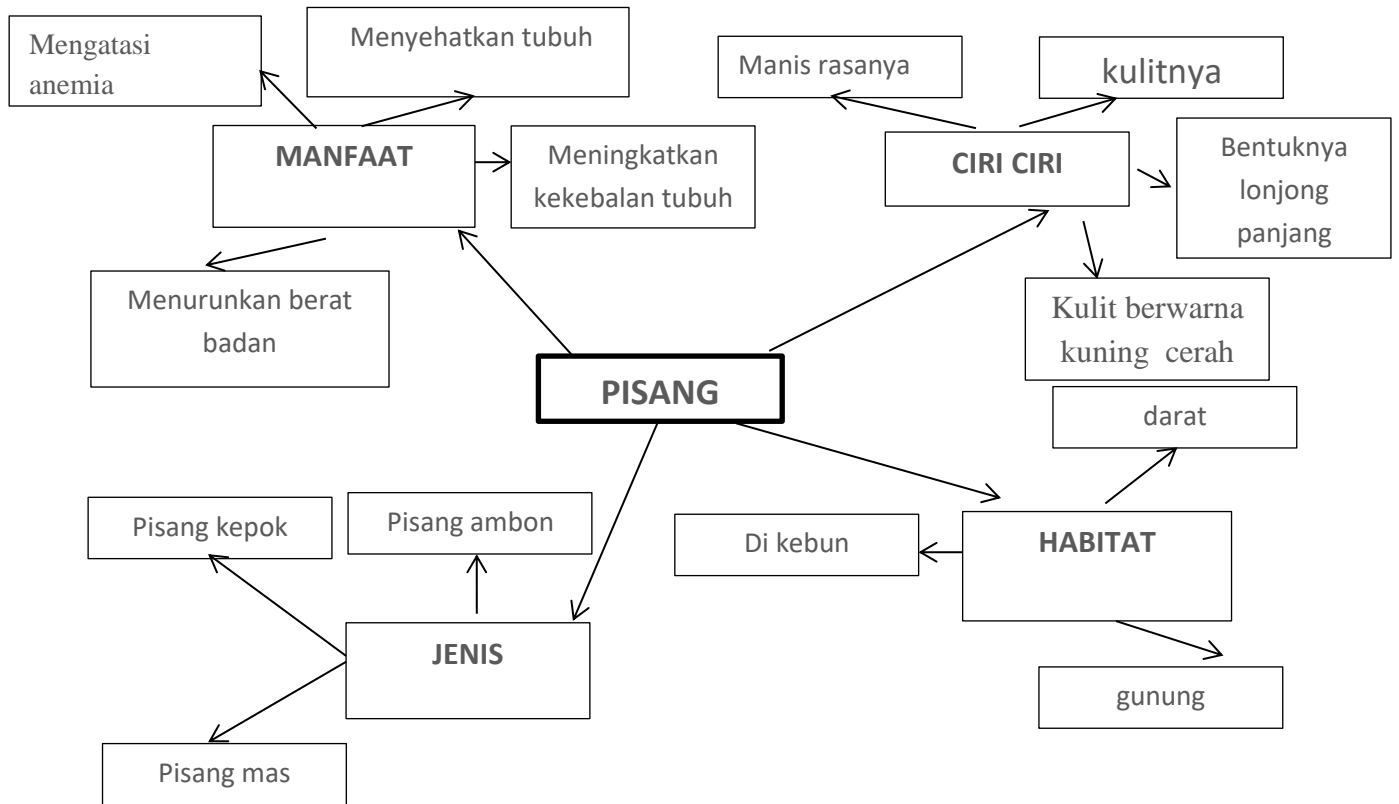 Mengatasi
anemia
Menyehatkan tubuh
Manis rasanya
kulitnya
MANFAAT
Meningkatkan
kekebalan tubuh
CIRI CIRI
Bentuknya
lonjong
panjang
Menurunkan berat
badan
Kulit berwarna
kuning cerah
PISANG
darat
Pisang kepok
Pisang ambon
Di kebun
HABITAT
JENIS
gunung
Pisang mas